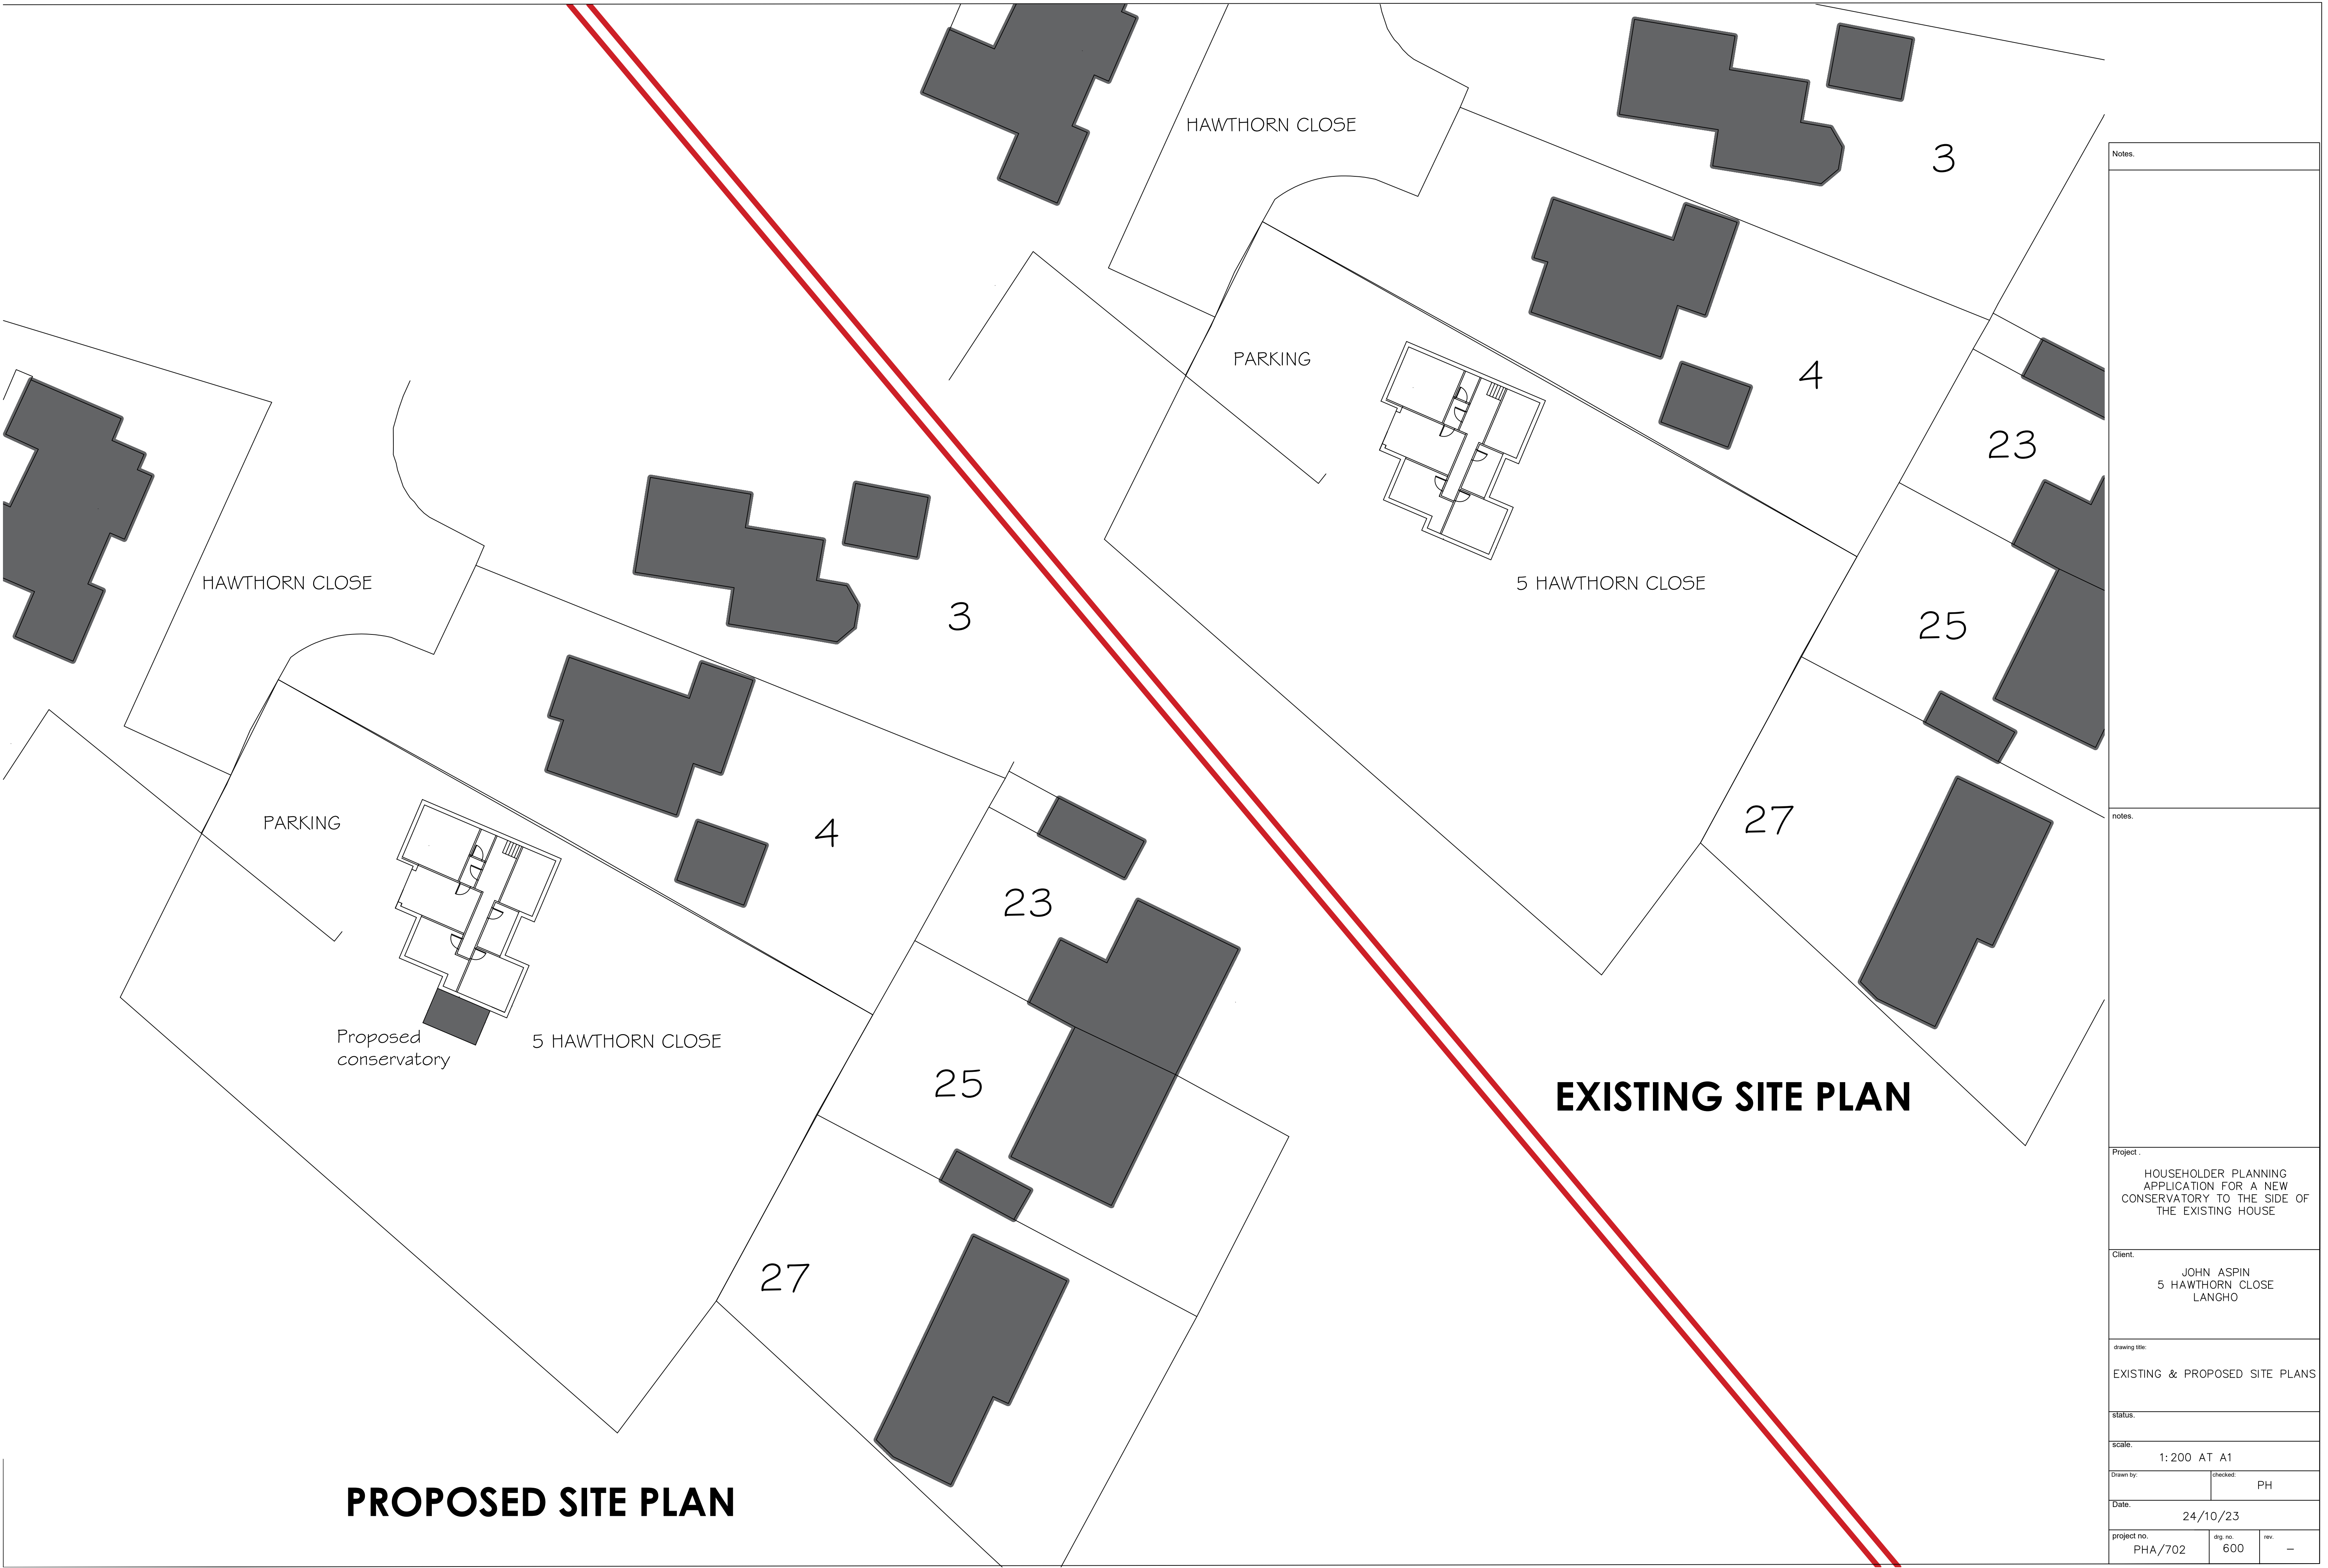 HAWTHORN CLOSE
3
PARKING
4
23
5 HAWTHORN CLOSE
25
27
EXISTING SITE PLAN
HAWTHORN CLOSE
3
PARKING
4
23
Proposed
conservatory
5 HAWTHORN CLOSE
25
27
PROPOSED SITE PLAN
Notes.
notes.
Project .
HOUSEHOLDER PLANNING
APPLICATION FOR A NEW
CONSERVATORY TO THE SIDE OF
THE EXISTING HOUSE
Client.
JOHN ASPIN
5 HAWTHORN CLOSE
LANGHO
drawing title:
EXISTING & PROPOSED SITE PLANS
status.
scale.
1:200 AT A1
Drawn by:
checked:
PH
Date.
24/10/23
project no.
PHA/702
drg. no.
600
rev.
–